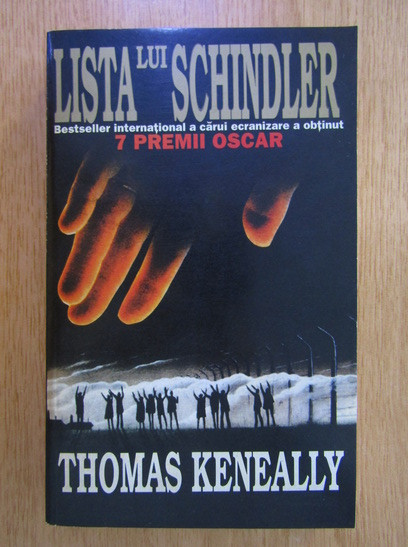 LISTA LUI SCHINDLER
Bestseller internațional a cărui ecranizare a obținut
7 PREMII OSCAR
THOMAS KENEALLY